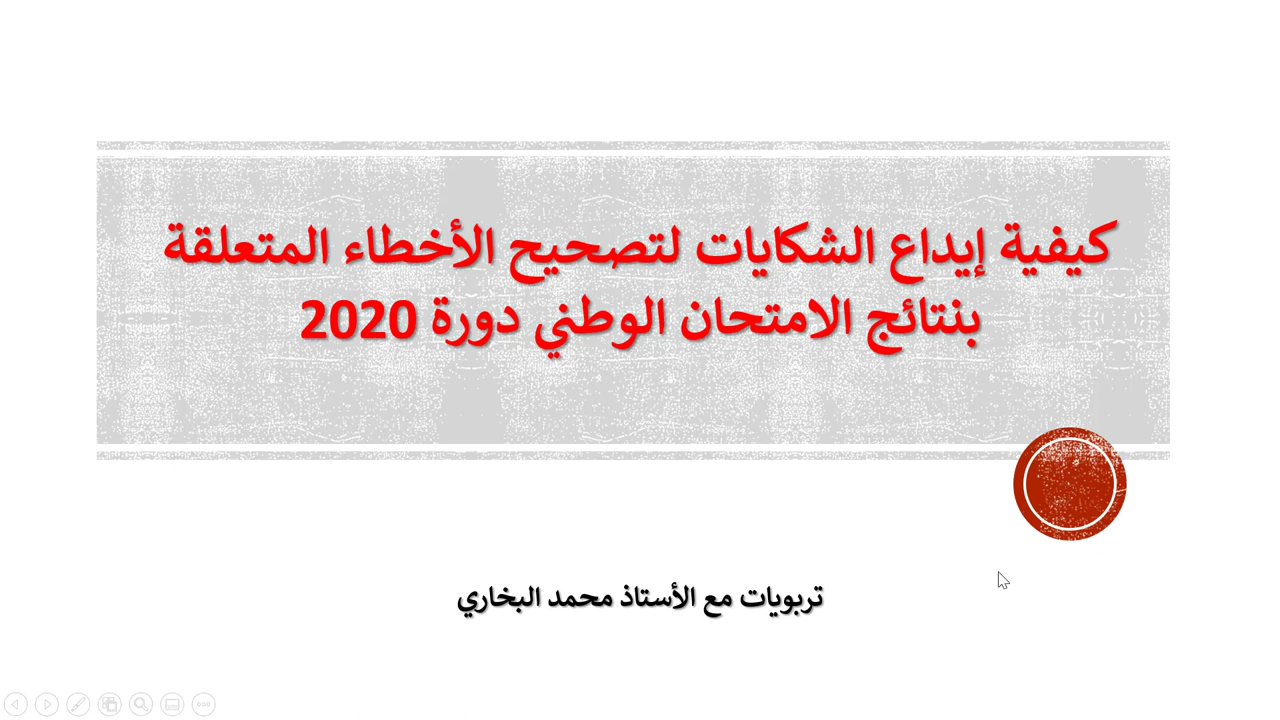 كيفية إيداع الشكايات لتصحيح الأخطاء المتعلقة
بنتائج الامتحان الوطني دورة 2020
تربويات مع الأستاذ محمد البخاري